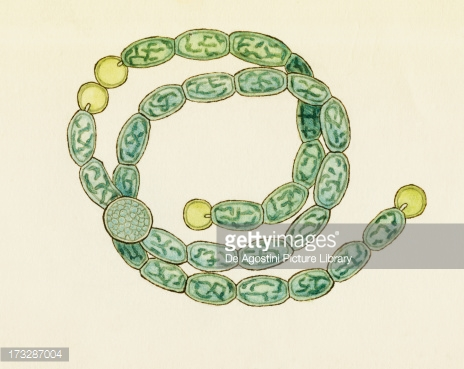 gettyimages
De Agostini Picture Library
173287004